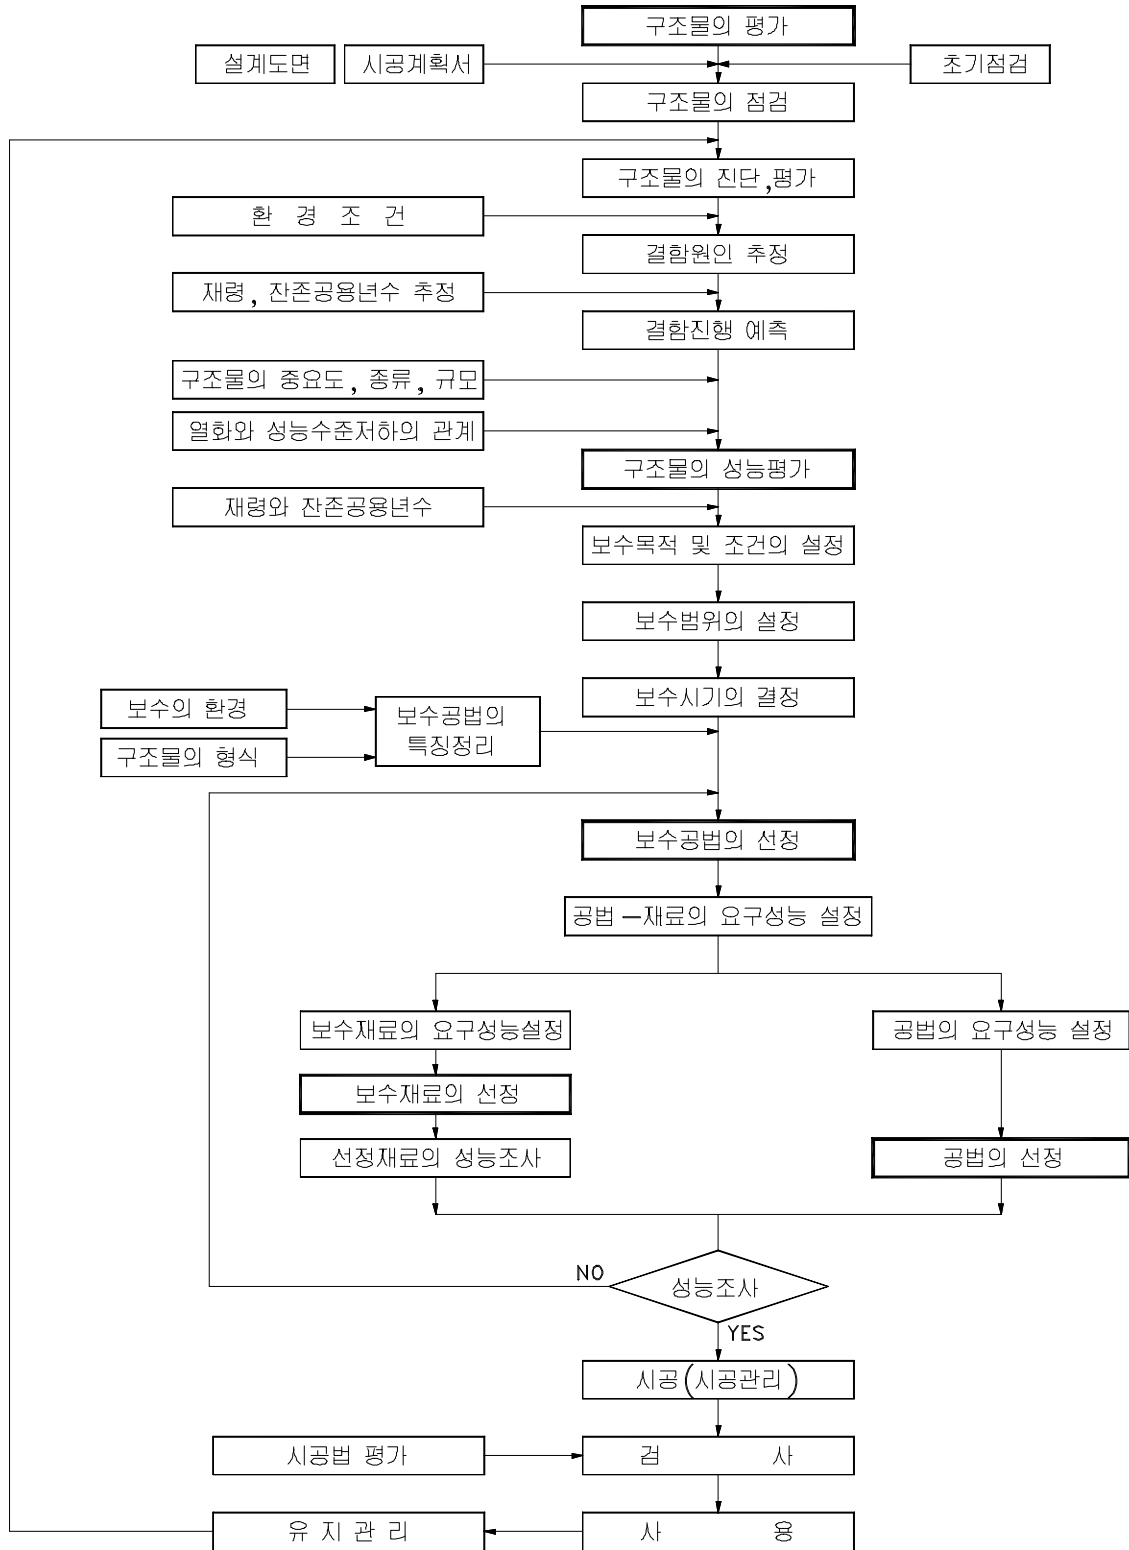 구조물의 평가
설계도면
시공계획서
초기점검
구조물의 점검
구조물의 진단,평가
환 경 조 건
결함원인 추정
재령, 잔존공용년수 추정
결함진행 예측
구조물의 중요도, 종류, 규모
열화와 성능수준저하의 관계
구조물의 성능평가
재령와 잔존공용년수
보수목적 및 조건의 설정
보수범위의 설정
보수시기의 결정
보수의 환경
보수공법의
특징정리
구조물의 형식
보수공법의 선정
공법 –재료의 요구성능 설정
보수재료의 요구성능설정
공법의 요구성능 설정
보수재료의 선정
선정재료의 성능조사
공법의 선정
NO
성능조사
YES
시공(시공관리)
시공법 평가
검 사
유 지 관 리
사 용